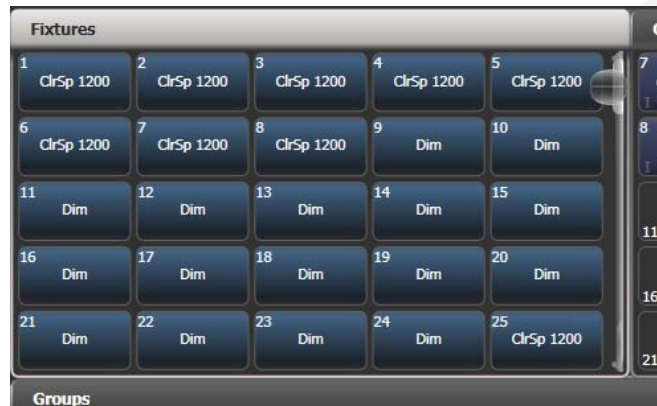 Fixtures
1 2 3 4 5 7
ClrSp 1200 ClrSp 1200 ClrSp 1200 ClrSp 1200 ClrSp 1200
6 7 8 9 10 8
ClrSp 1200 ClrSp 1200 ClrSp 1200 Dim Dim
11 12 13 14 15
Dim Dim Dim Dim Dim
11
16 17 18 19 20
Dim Dim Dim Dim Dim
16
21 22 23 24 25
Dim Dim Dim Dim ClrSp 1200
21
Groups